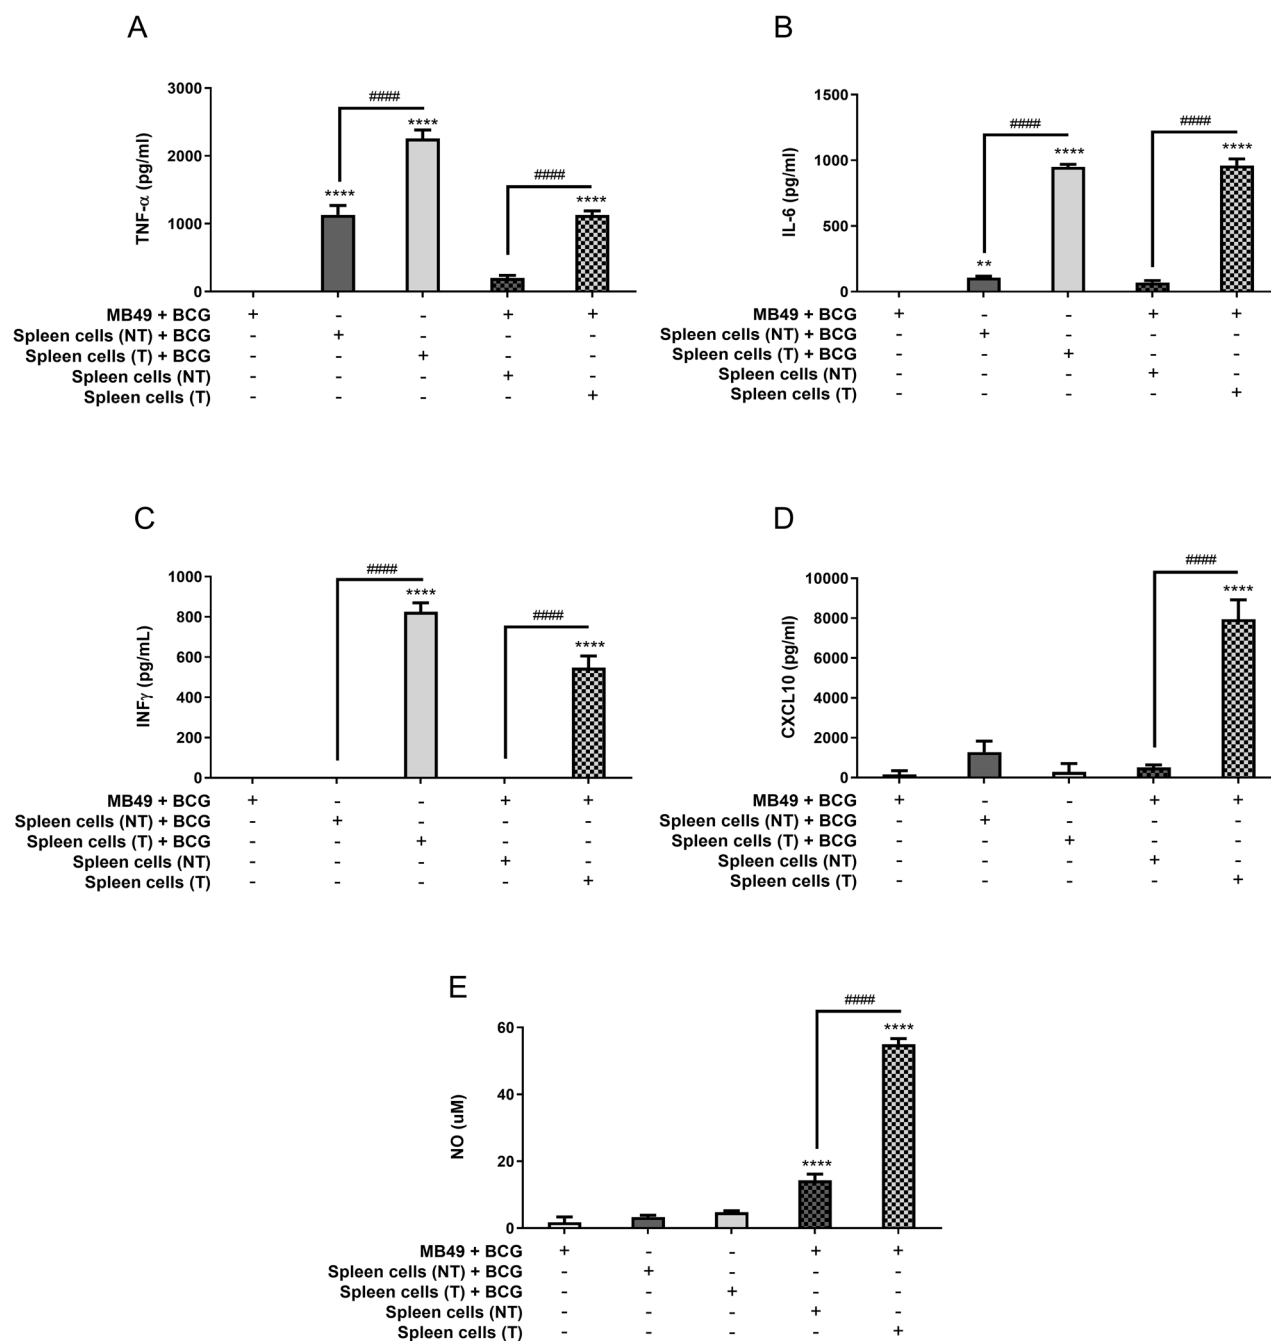 A
TNF-α (pg/ml)
3000
2000
1000
0
####
####
**** **** ****
MB49 + BCG + - - + +
Spleen cells (NT) + BCG - + - - -
Spleen cells (T) + BCG - - + - -
Spleen cells (NT) - - - + -
Spleen cells (T) - - - - +
B
IL-6 (pg/ml)
1500
1000
500
0
#### ####
** **** ****
MB49 + BCG + - - + +
Spleen cells (NT) + BCG - + - - -
Spleen cells (T) + BCG - - + - -
Spleen cells (NT) - - - + -
Spleen cells (T) - - - - +
C
INFγ (pg/mL)
1000
800
600
400
200
0
####
####
**** ****
MB49 + BCG + - - + +
Spleen cells (NT) + BCG - + - - -
Spleen cells (T) + BCG - - + - -
Spleen cells (NT) - - - + -
Spleen cells (T) - - - - +
D
CXCL10 (pg/ml)
10000
8000
6000
4000
2000
0
####
****
MB49 + BCG + - - + +
Spleen cells (NT) + BCG - + - - -
Spleen cells (T) + BCG - - + - -
Spleen cells (NT) - - - + -
Spleen cells (T) - - - - +
E
NO (uM)
60
40
20
0
####
**** ****
MB49 + BCG + - - + +
Spleen cells (NT) + BCG - + - - -
Spleen cells (T) + BCG - - + - -
Spleen cells (NT) - - - + -
Spleen cells (T) - - - - +